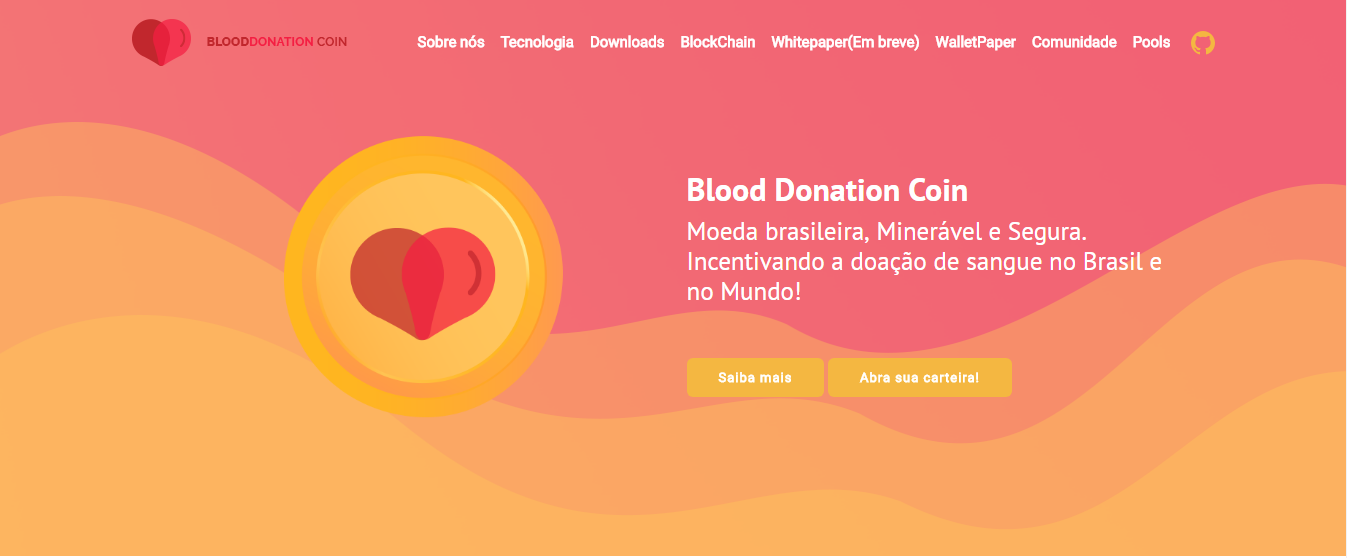 BLOODDONATION COIN
Sobre nós Tecnologia Downloads BlockChain Whitepaper(Em breve) WalletPaper Comunidade Pools
Blood Donation Coin
Moeda brasileira, Minerável e Segura.
Incentivando a doação de sangue no Brasil e
no Mundo!
Saiba mais Abra sua carteira!